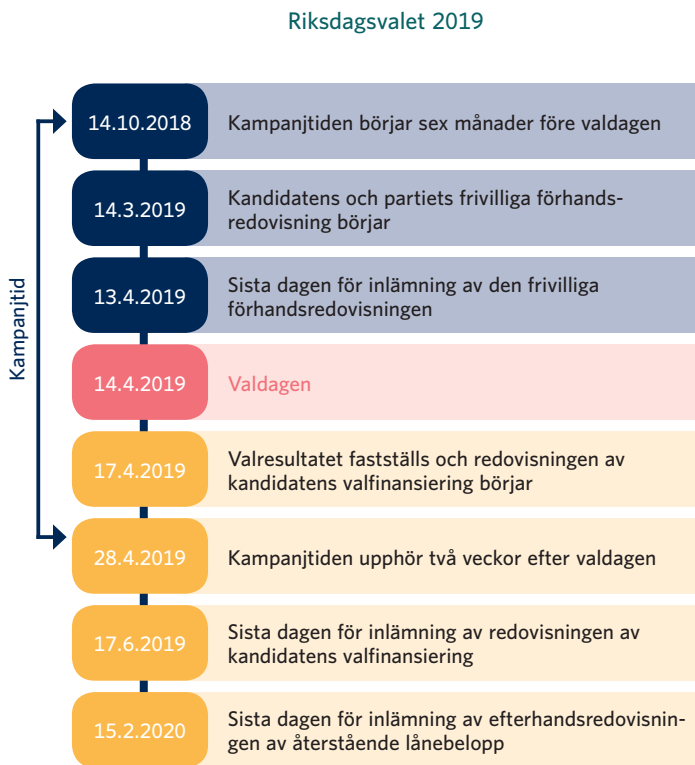 Riksdagsvalet 2019
Kampanjtid
14.10.2018
Kampanjtiden börjar sex månader före valdagen
14.3.2019
Kandidatens och partiets frivilliga förhands-
redovisning börjar
13.4.2019
Sista dagen för inlämning av den frivilliga
förhandsredovisningen
14.4.2019
Valdagen
17.4.2019
Valresultatet fastställs och redovisningen av
kandidatens valfinansiering börjar
28.4.2019
Kampanjtiden upphör två veckor efter valdagen
17.6.2019
Sista dagen för inlämning av redovisningen av
kandidatens valfinansiering
15.2.2020
Sista dagen för inlämning av efterhandsredovisnin-
gen av återstående lånebelopp